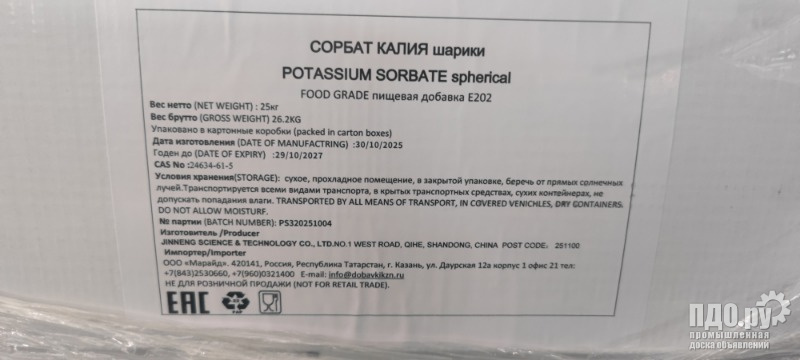 СОРБАТ КАЛИЯ шарики
POTASSIUM SORBATE spherical
FOOD GRADE пищевая добавка Е202
Вес нетто (NET WEIGHT) : 25кг
Вес брутто (GROSS WEIGHT) 26.2KG
Упаковано в картонные коробки (packed in carton boxes)
Дата изготовления (DATE OF MANUFACTRING) :30/10/2025
Годен до (DATE OF EXPIRY) :29/10/2027
CAS No :24634-61-5
Условия хранения(STORAGE): сухое, прохладное помещение, в закрытой упаковке, беречь от прямых солнечных
лучей.Транспортируется всеми видами транспорта, в крытых транспортных средствах, сухих контейнерах, не
допускать попадания влаги. TRANSPORTED BY ALL MEANS OF TRANSPORT, IN COVERED VENICHLES, DRY CONTAINERS.
DO NOT ALLOW MOISTURF.
№ партии (BATCH NUMBER): PS320251004
Изготовитель /Producer
JINNENG SCIENCE & TECHNOLOGY CO., LTD.NO.1 WEST ROAD, QIHE, SHANDONG, CHINA POST CODE: 251100
Импортер/Importer
ООО «Марайд». 420141, Россия, Республика Татарстан, г. Казань, ул. Даурская 12а корпус 1 офис 21 тел:
+7(843)2530660, +7(960)0321400 E-mail: info@dobavkikzn.ru
НЕ ДЛЯ РОЗНИЧНОЙ ПРОДАЖИ (NOT FOR RETAIL TRADE).
ЕАС
ПДО.ру
промышленная
доска объявлений